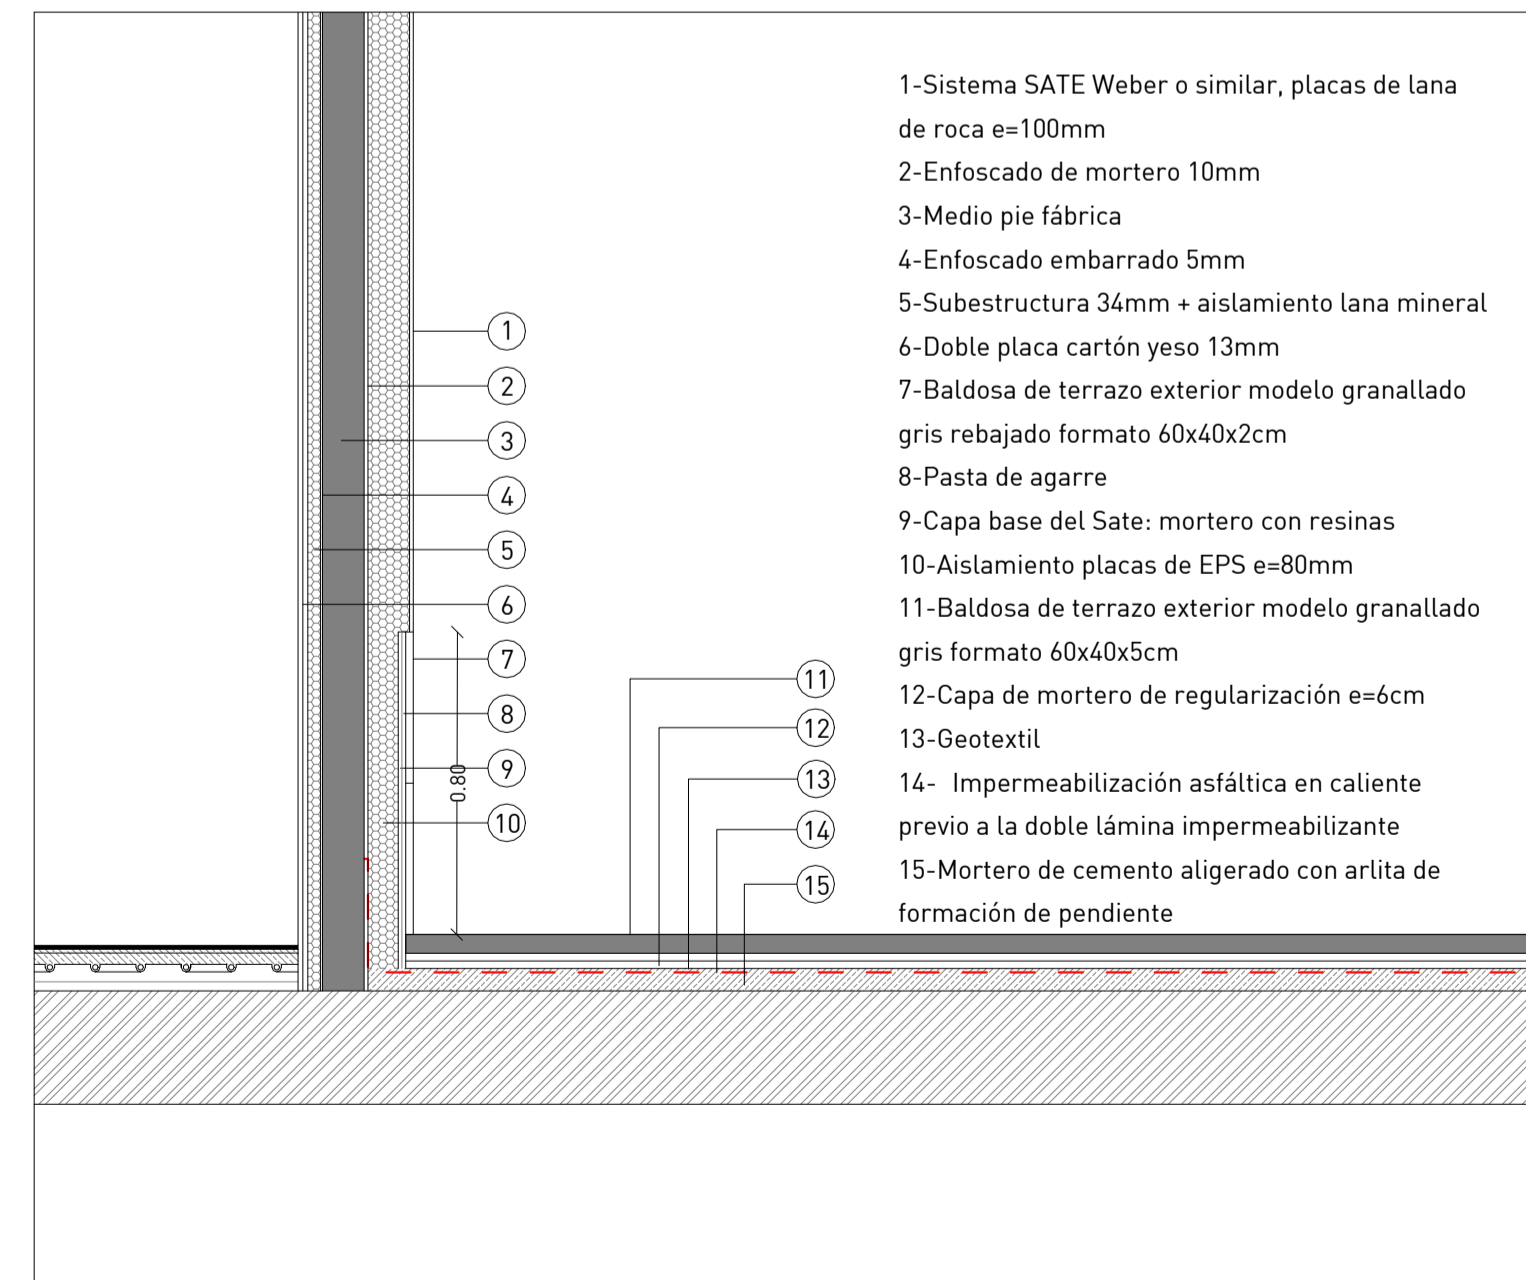 1-Sistema SATE Weber o similar, placas de lana
de roca e=100mm
2-Enfoscado de mortero 10mm
3-Medio pie fábrica
4-Enfoscado embarrado 5mm
5-Subestructura 34mm + aislamiento lana mineral
6-Doble placa cartón yeso 13mm
7-Baldosa de terrazo exterior modelo granallado
gris rebajado formato 60x40x2cm
8-Pasta de agarre
9-Capa base del Sate: mortero con resinas
10-Aislamiento placas de EPS e=80mm
11-Baldosa de terrazo exterior modelo granallado
gris formato 60x40x5cm
12-Capa de mortero de regularización e=6cm
13-Geotextil
14- Impermeabilización asfáltica en caliente
previo a la doble lámina impermeabilizante
15-Mortero de cemento aligerado con arlita de
formación de pendiente
1
2
3
4
5
6
7
8
9
10
0.80
11
12
13
14
15